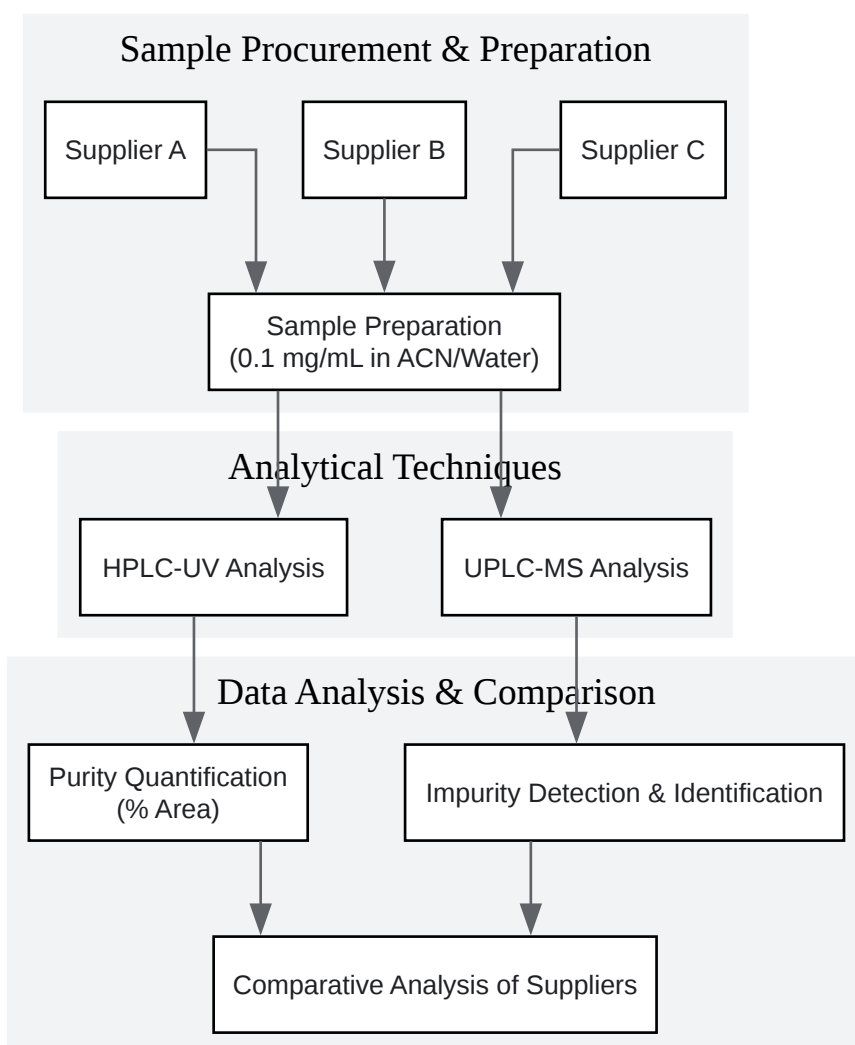 Sample Procurement & Preparation
Supplier A
Supplier B
Supplier C
Sample Preparation
(0.1 mg/mL in ACN/Water)
Analytical Techniques
HPLC-UV Analysis
UPLC-MS Analysis
Data Analysis & Comparison
Purity Quantification
(% Area)
Impurity Detection & Identification
Comparative Analysis of Suppliers